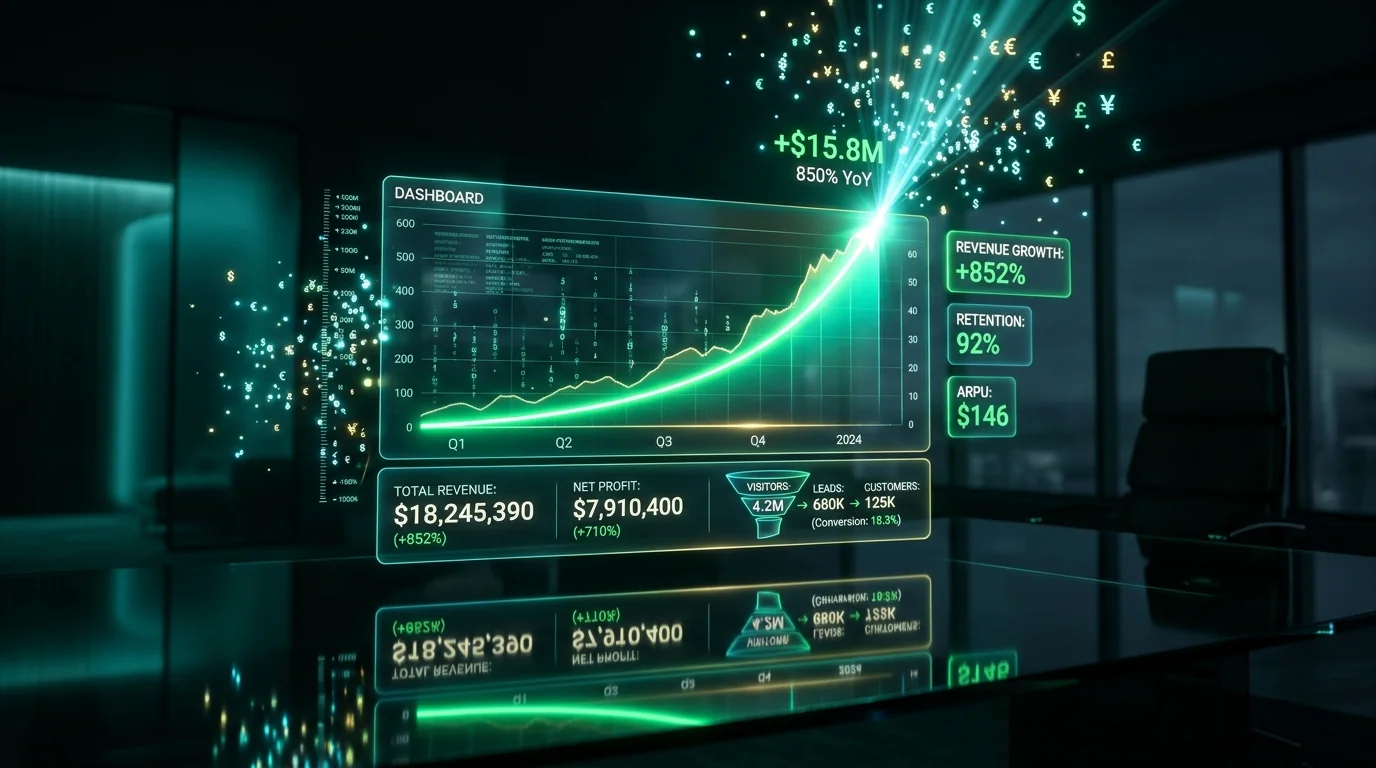 +$15.8M
850% YoY
DASHBOARD
600
500
400
300
200
100
0
60
50
40
30
20
10
0
Q1 Q2 Q3 Q4 2024
REVENUE GROWTH:
+852%
RETENTION:
92%
ARPU:
$146
TOTAL REVENUE:
$18,245,390
(+852%)
NET PROFIT:
$7,910,400
(+710%)
VISITORS:
4.2M
→ LEADS:
680K
→ CUSTOMERS:
125K
(Conversion: 18.3%)